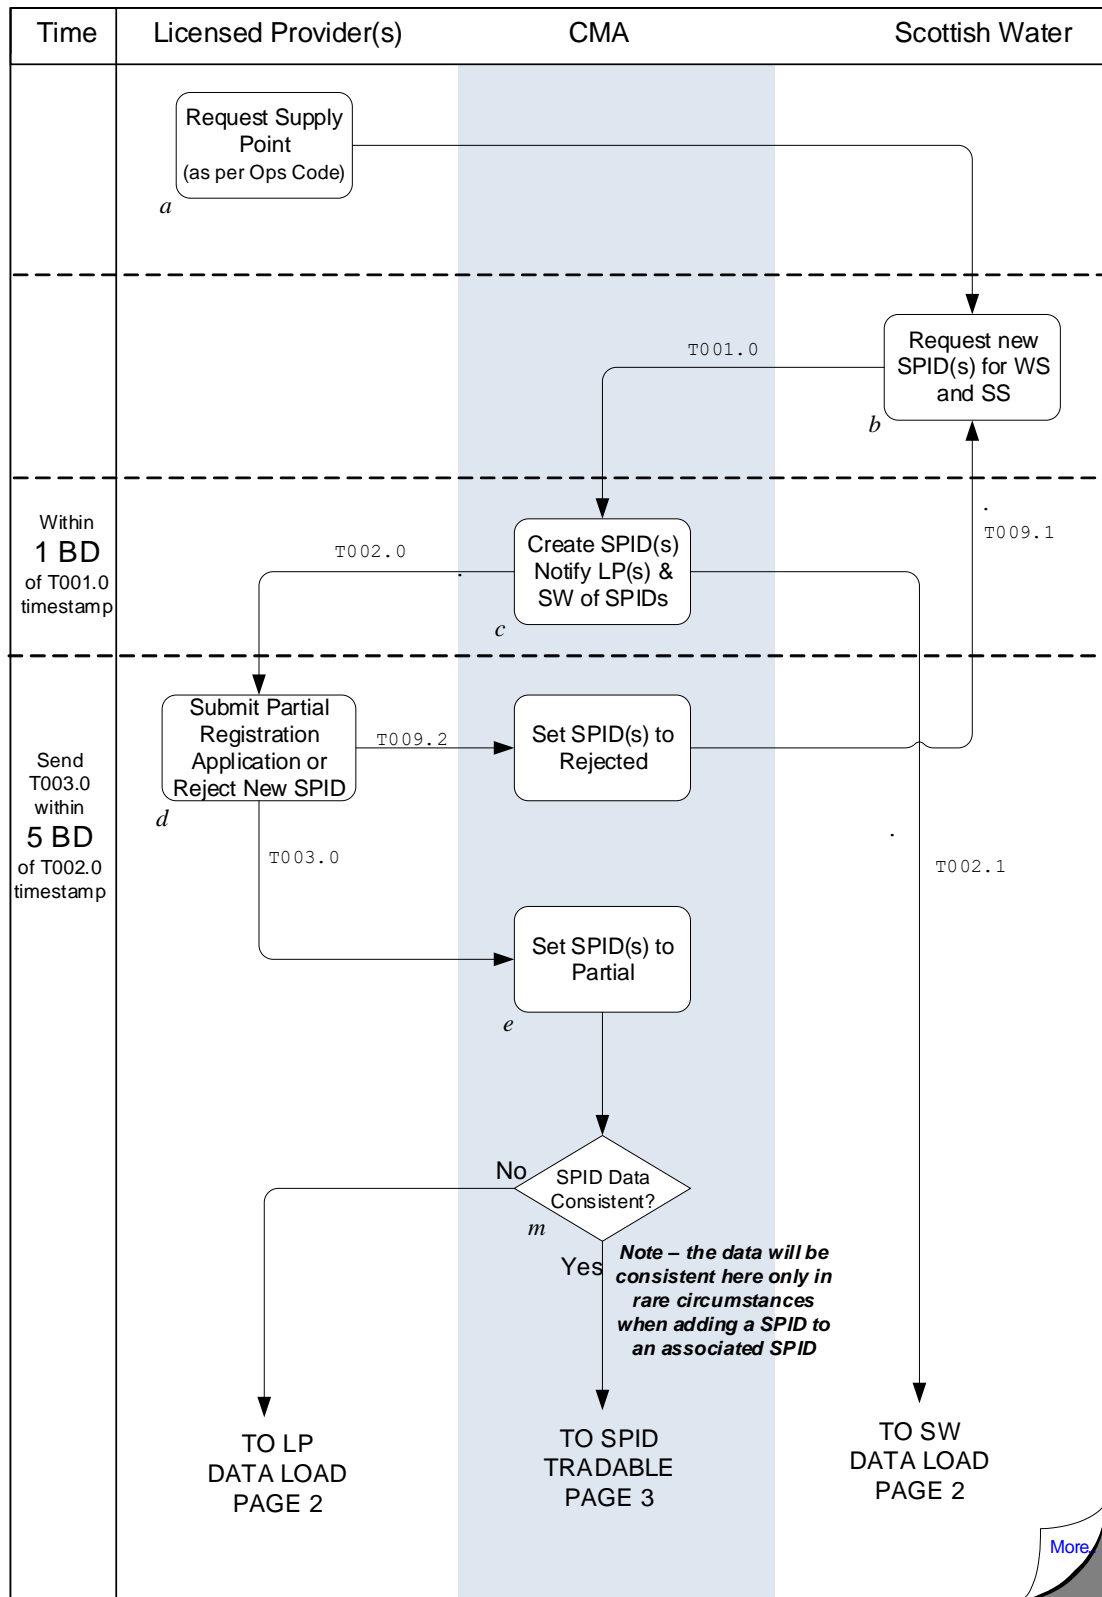 Time
Licensed Provider(s)
CMA
Scottish Water
Request Supply
Point
(as per Ops Code)
a
Request new
SPID(s) for WS
and SS
b
T001.0
Within
1 BD
of T001.0
timestamp
T002.0
Create SPID(s)
Notify LP(s) &
SW of SPIDs
c
T009.1
Send
T003.0
within
5 BD
of T002.0
timestamp
Submit Partial
Registration
Application or
Reject New SPID
d
T009.2
Set SPID(s) to
Rejected
T003.0
T002.1
Set SPID(s) to
Partial
e
No
SPID Data
Consistent?
m
Yes
Note – the data will be
consistent here only in
rare circumstances
when adding a SPID to
an associated SPID
TO LP
DATA LOAD
PAGE 2
TO SPID
TRADABLE
PAGE 3
TO SW
DATA LOAD
PAGE 2
More..